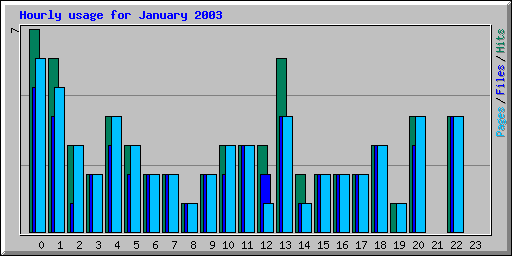 Hourly usage for January 2003
7
Pages / Files / Hits
0 1 2 3 4 5 6 7 8 9 10 11 12 13 14 15 16 17 18 19 20 21 22 23